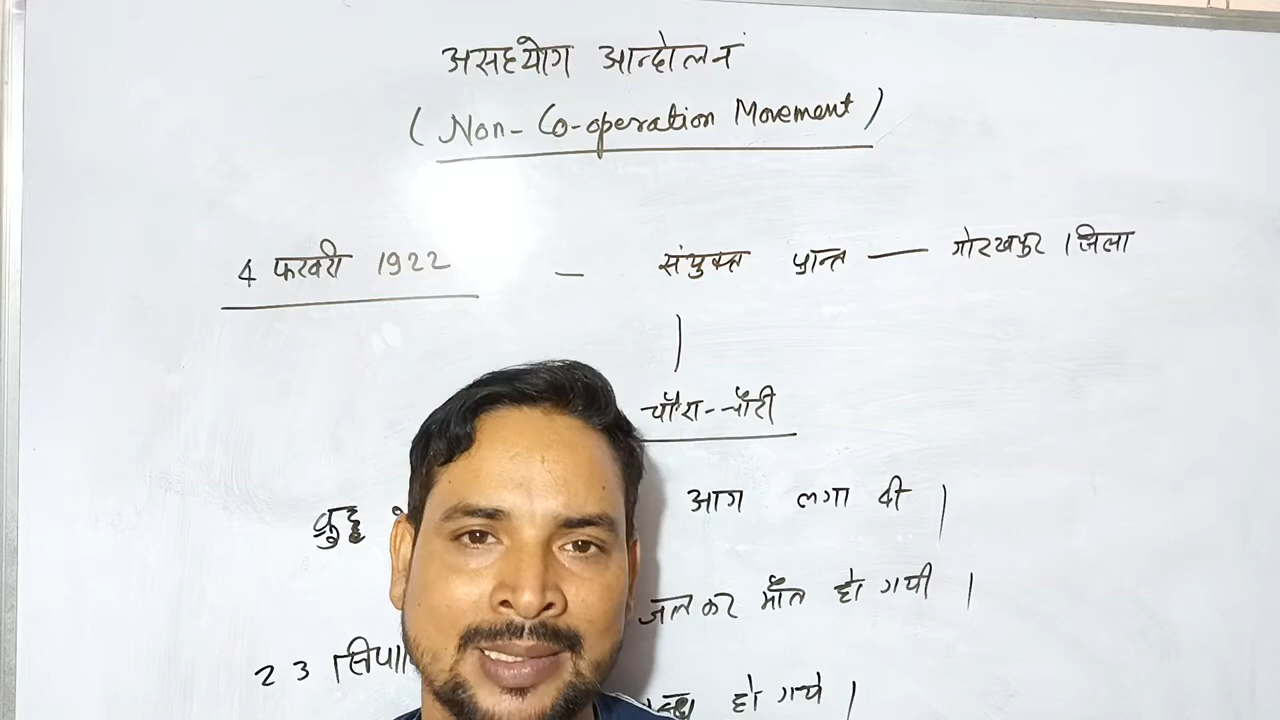 असहयोग आन्दोलन
( Non-Co-operation Movement )
4 फरवरी 1922 — संयुक्त प्रान्त — गोरखपुर जिला
चौरा-चौरी
आग लगा दी |
जलकर मौत हो गयी |
23 सिपा
हो गये |